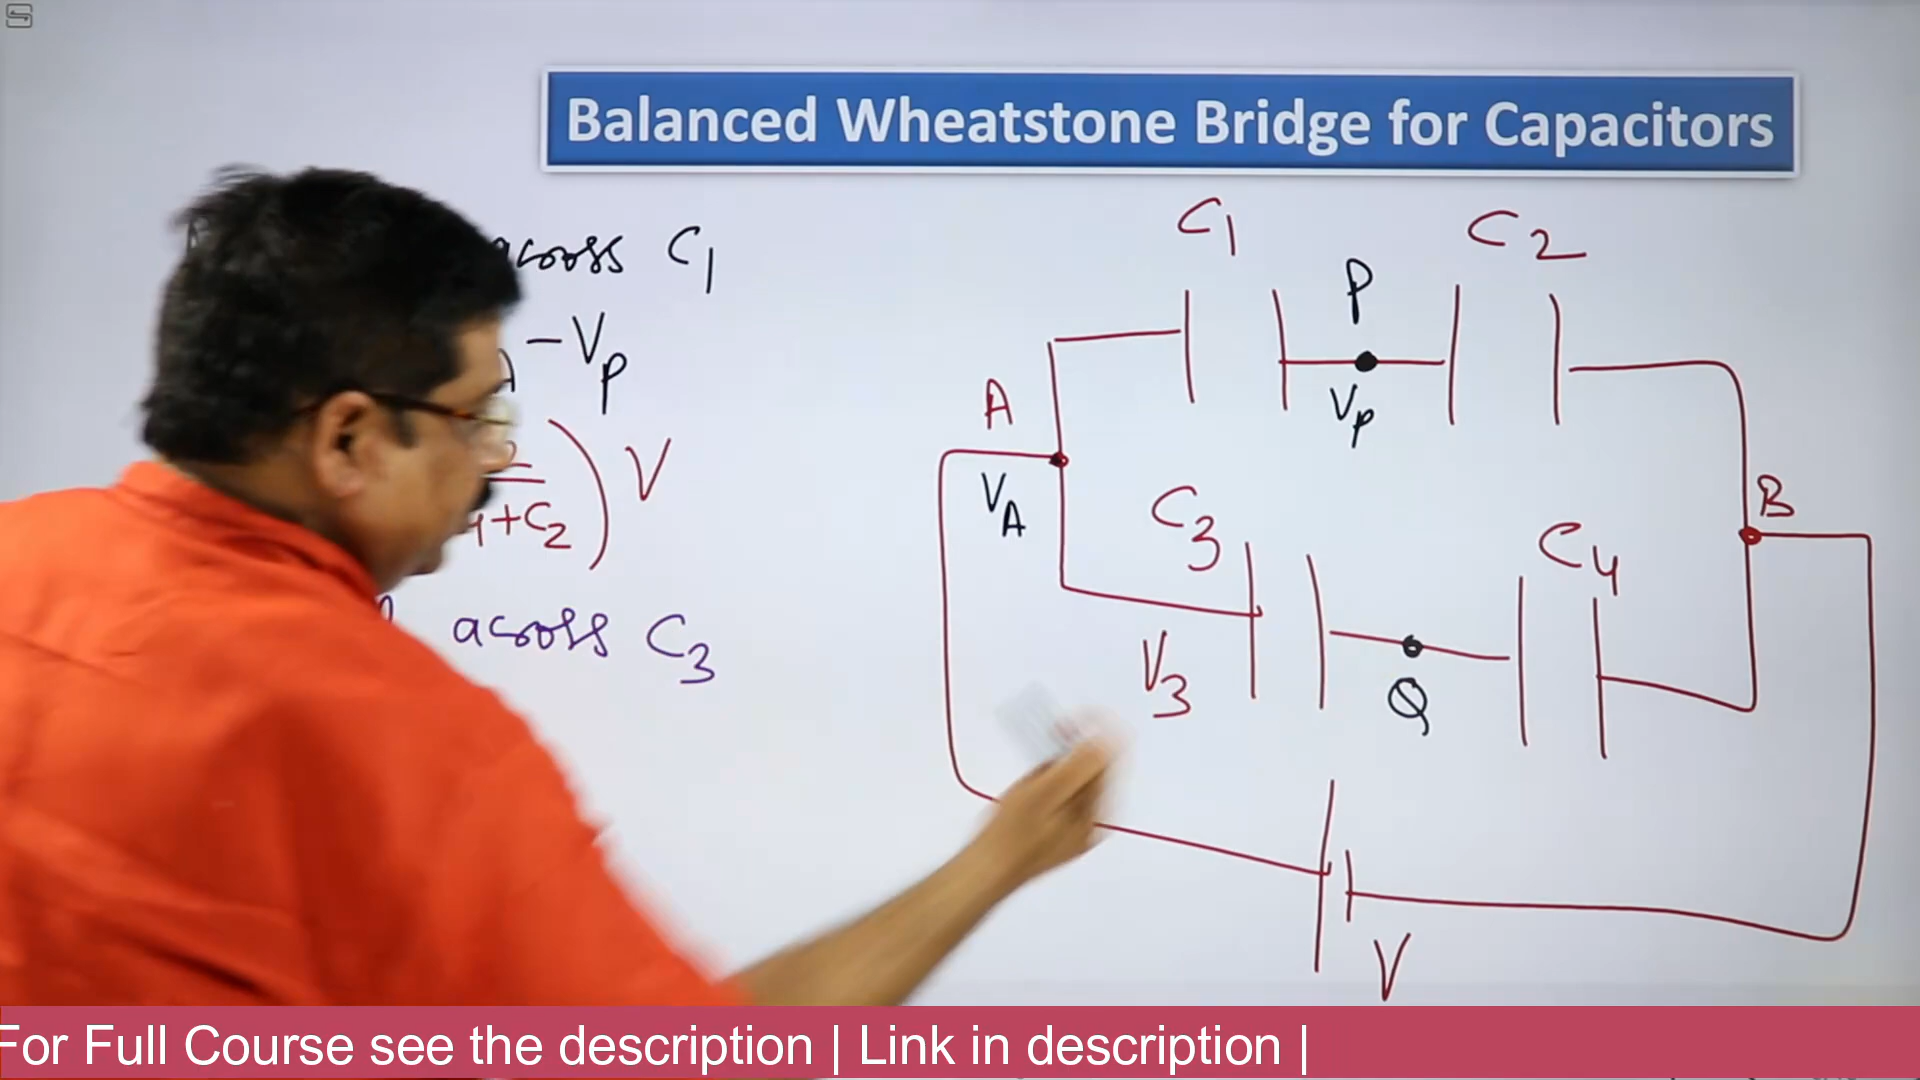 Balanced Wheatstone Bridge for Capacitors
across C1
- Vp
C1 + C2) V
across C3
C1
C2
P
Vp
A
VA
C3
C4
B
V3
Q
V
For Full Course see the description | Link in description |